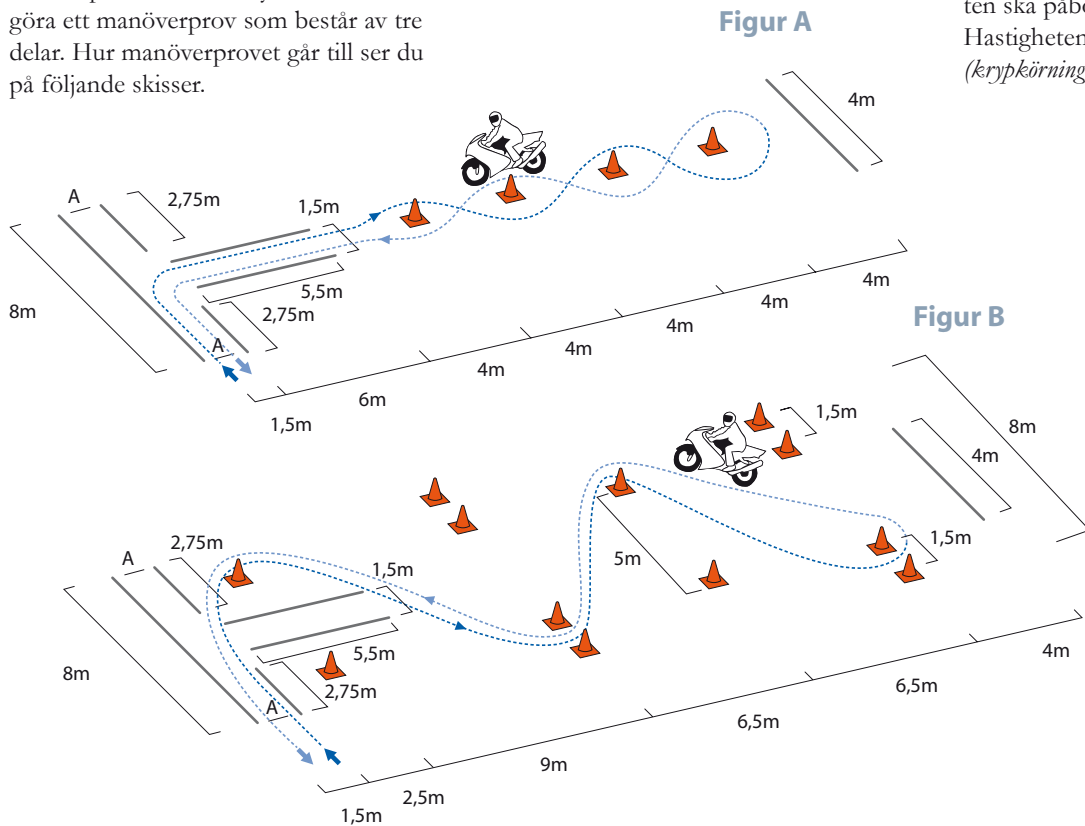 göra ett manöverprov som består av tre
delar. Hur manöverprovet går till ser du
på följande skisser.
Hastigheten
(krypkörning
Figur A
4m
A
2,75m
1,5m
8m
5,5m
2,75m
A
1,5m
6m
4m
4m
4m
4m
4m
Figur B
1,5m
8m
4m
1,5m
5m
A
2,75m
1,5m
8m
5,5m
2,75m
A
1,5m
2,5m
9m
6,5m
6,5m
4m